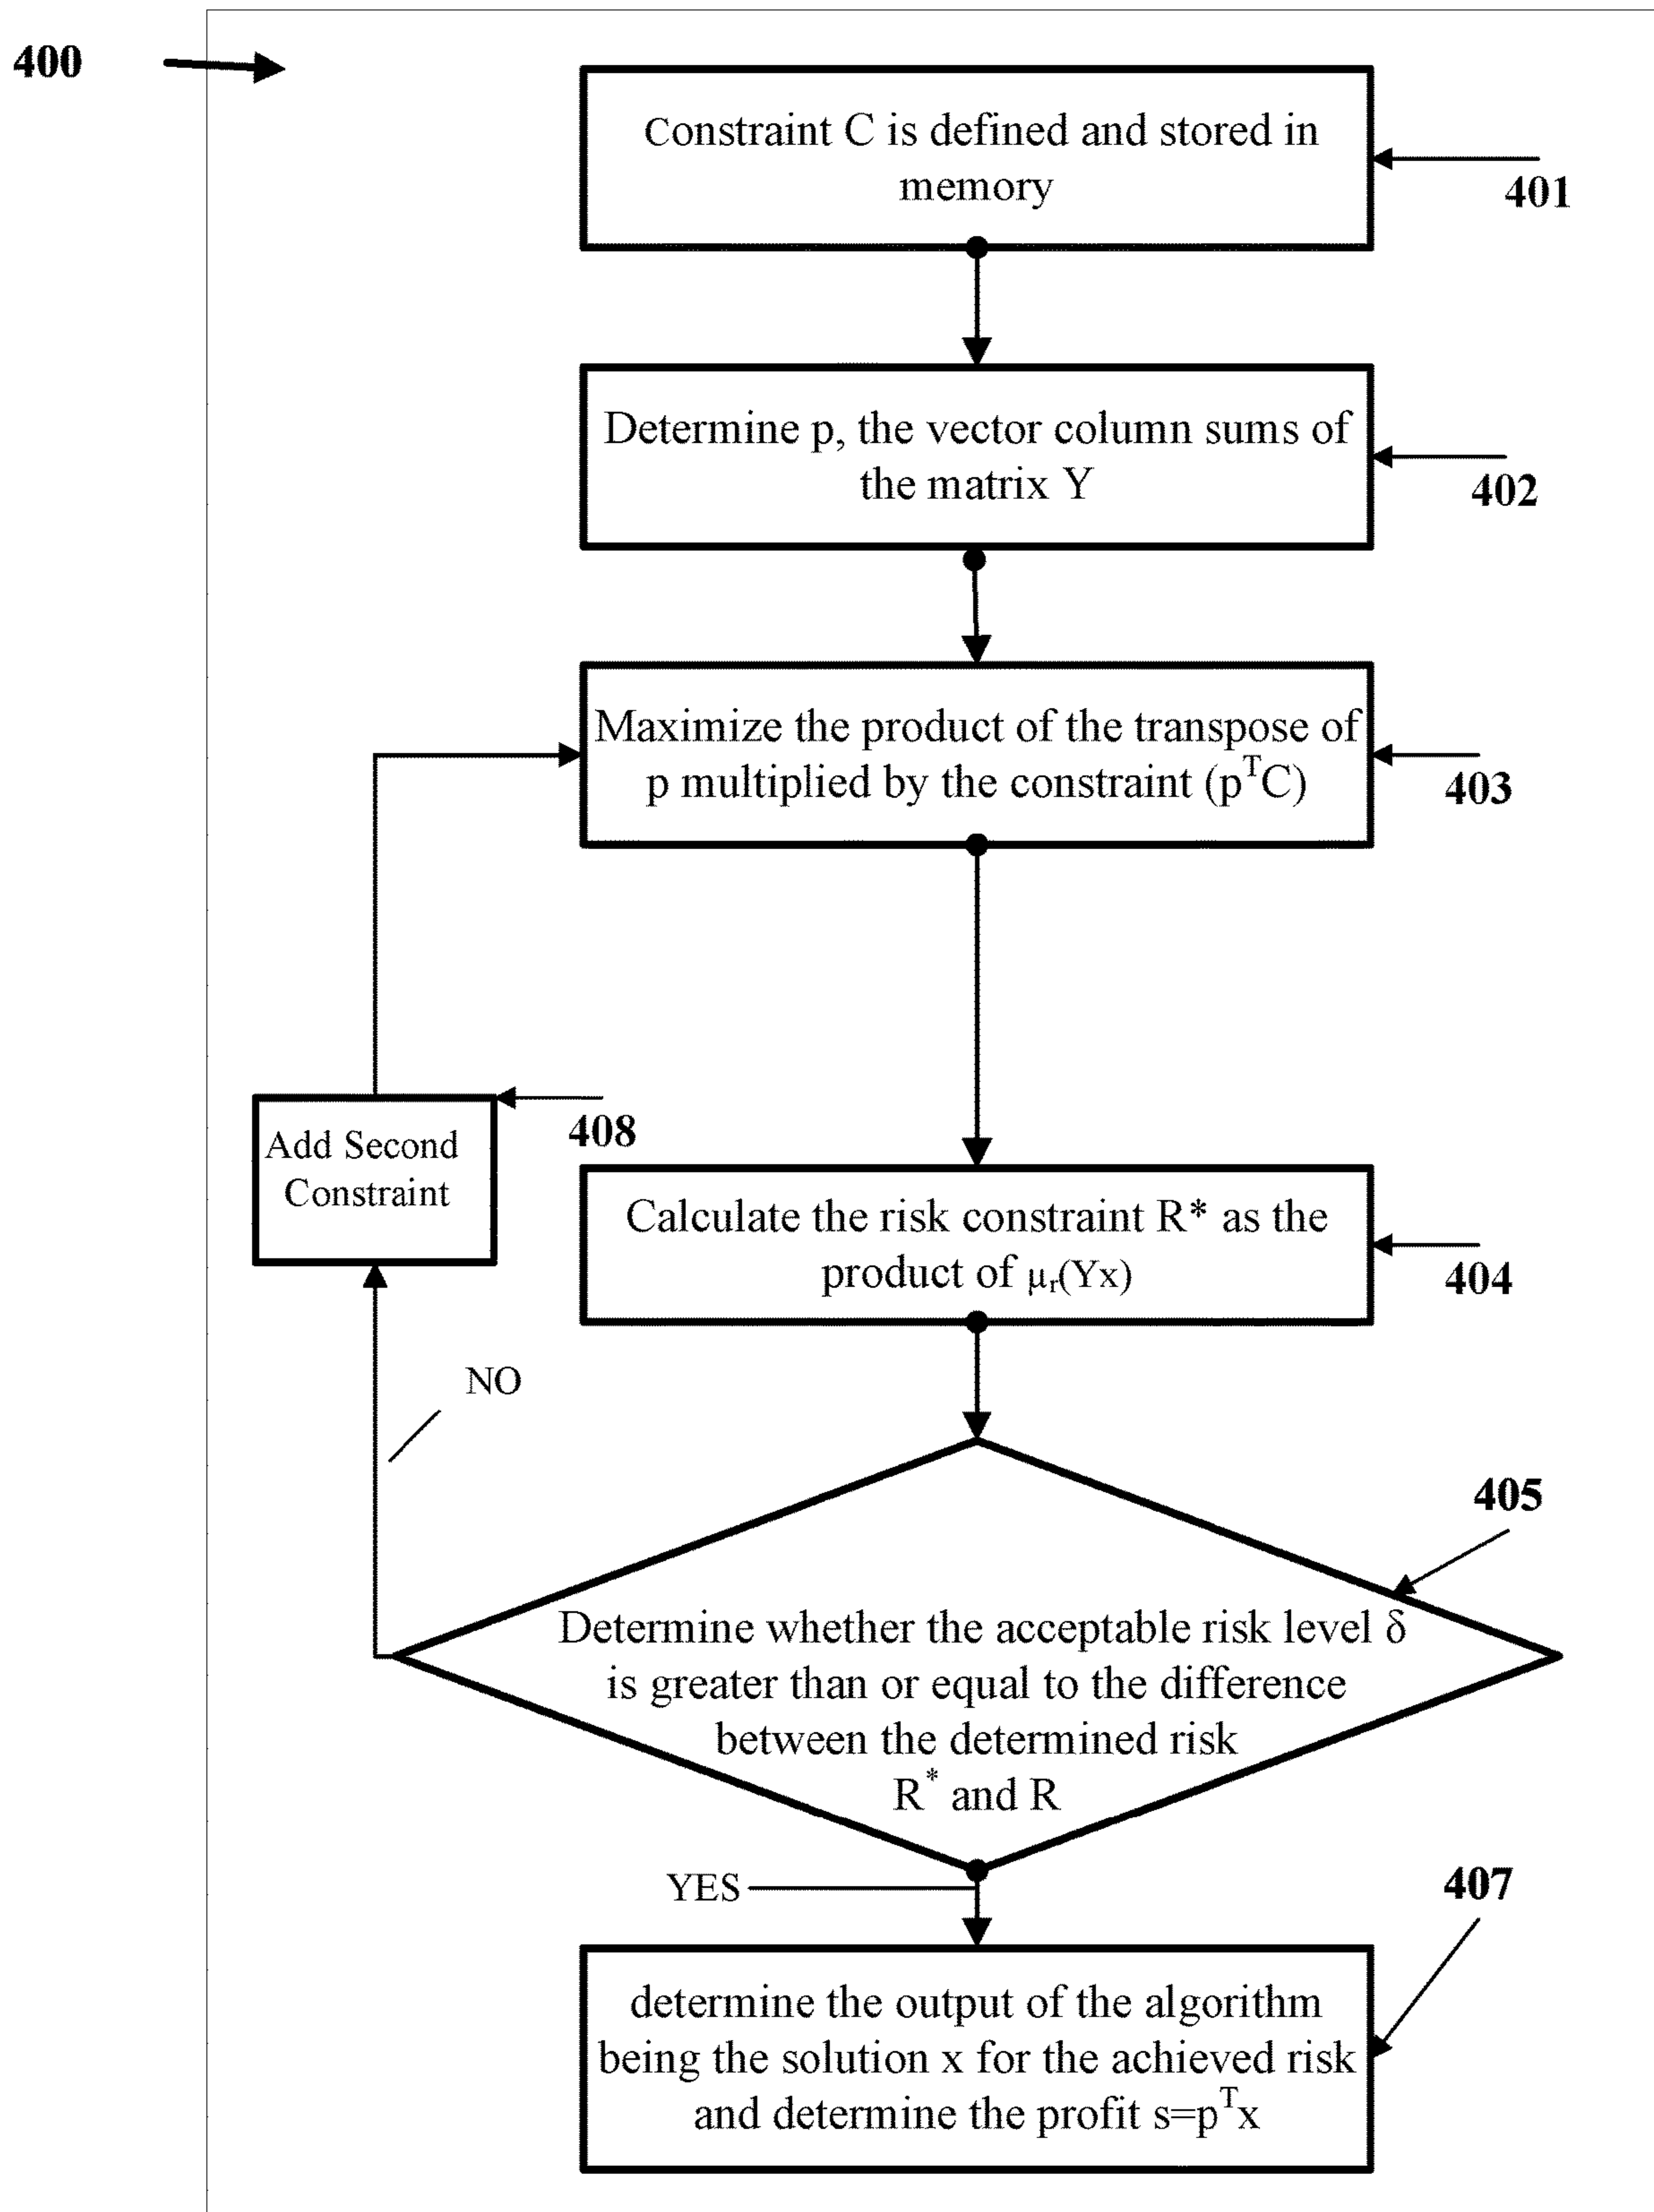 400
Constraint C is defined and stored in
memory
401
Determine p, the vector column sums of
the matrix Y
402
Maximize the product of the transpose of
p multiplied by the constraint (pᵀC)
403
Add Second
Constraint
408
Calculate the risk constraint R* as the
product of μᵣ(Yx)
404
NO
405
Determine whether the acceptable risk level δ
is greater than or equal to the difference
between the determined risk
R* and R
YES
407
determine the output of the algorithm
being the solution x for the achieved risk
and determine the profit s=pᵀx